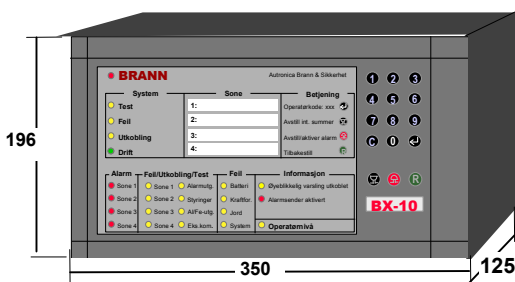 BRANN
Autronica Brann & Sikkerhet
System
Sone
Betjening
Test
Feil
Utkobling
Drift
1:
2:
3:
4:
Operatørkode: xxx
Avstill int. summer
Avstill/aktiver alarm
Tilbakestill
R
Alarm
Sone 1
Sone 2
Sone 3
Sone 4
Feil/Utkobling/Test
Sone 1
Alarmutg.
Sone 2
Styringer
Sone 3
Al/Fe-utg.
Sone 4
Eks.kom.
Feil
Batteri
Kraftfor.
Jord
System
Informasjon
Øyeblikkelig varsling utkoblet
Alarmsender aktivert
Operatørnivå
1 2 3
4 5 6
7 8 9
C 0
R
BX-10
196
350
125